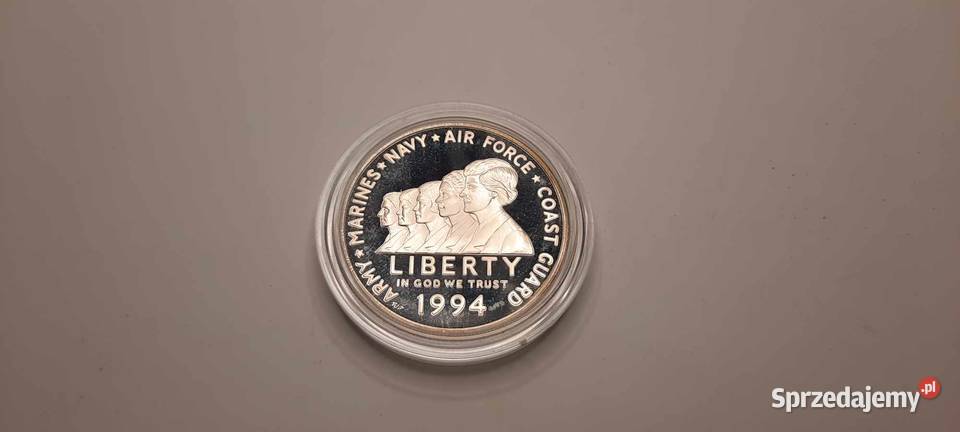 ARMY★MARINES★NAVY★AIR FORCE★COAST GUARD
LIBERTY
IN GOD WE TRUST
1994
Sprzedajemy.pl